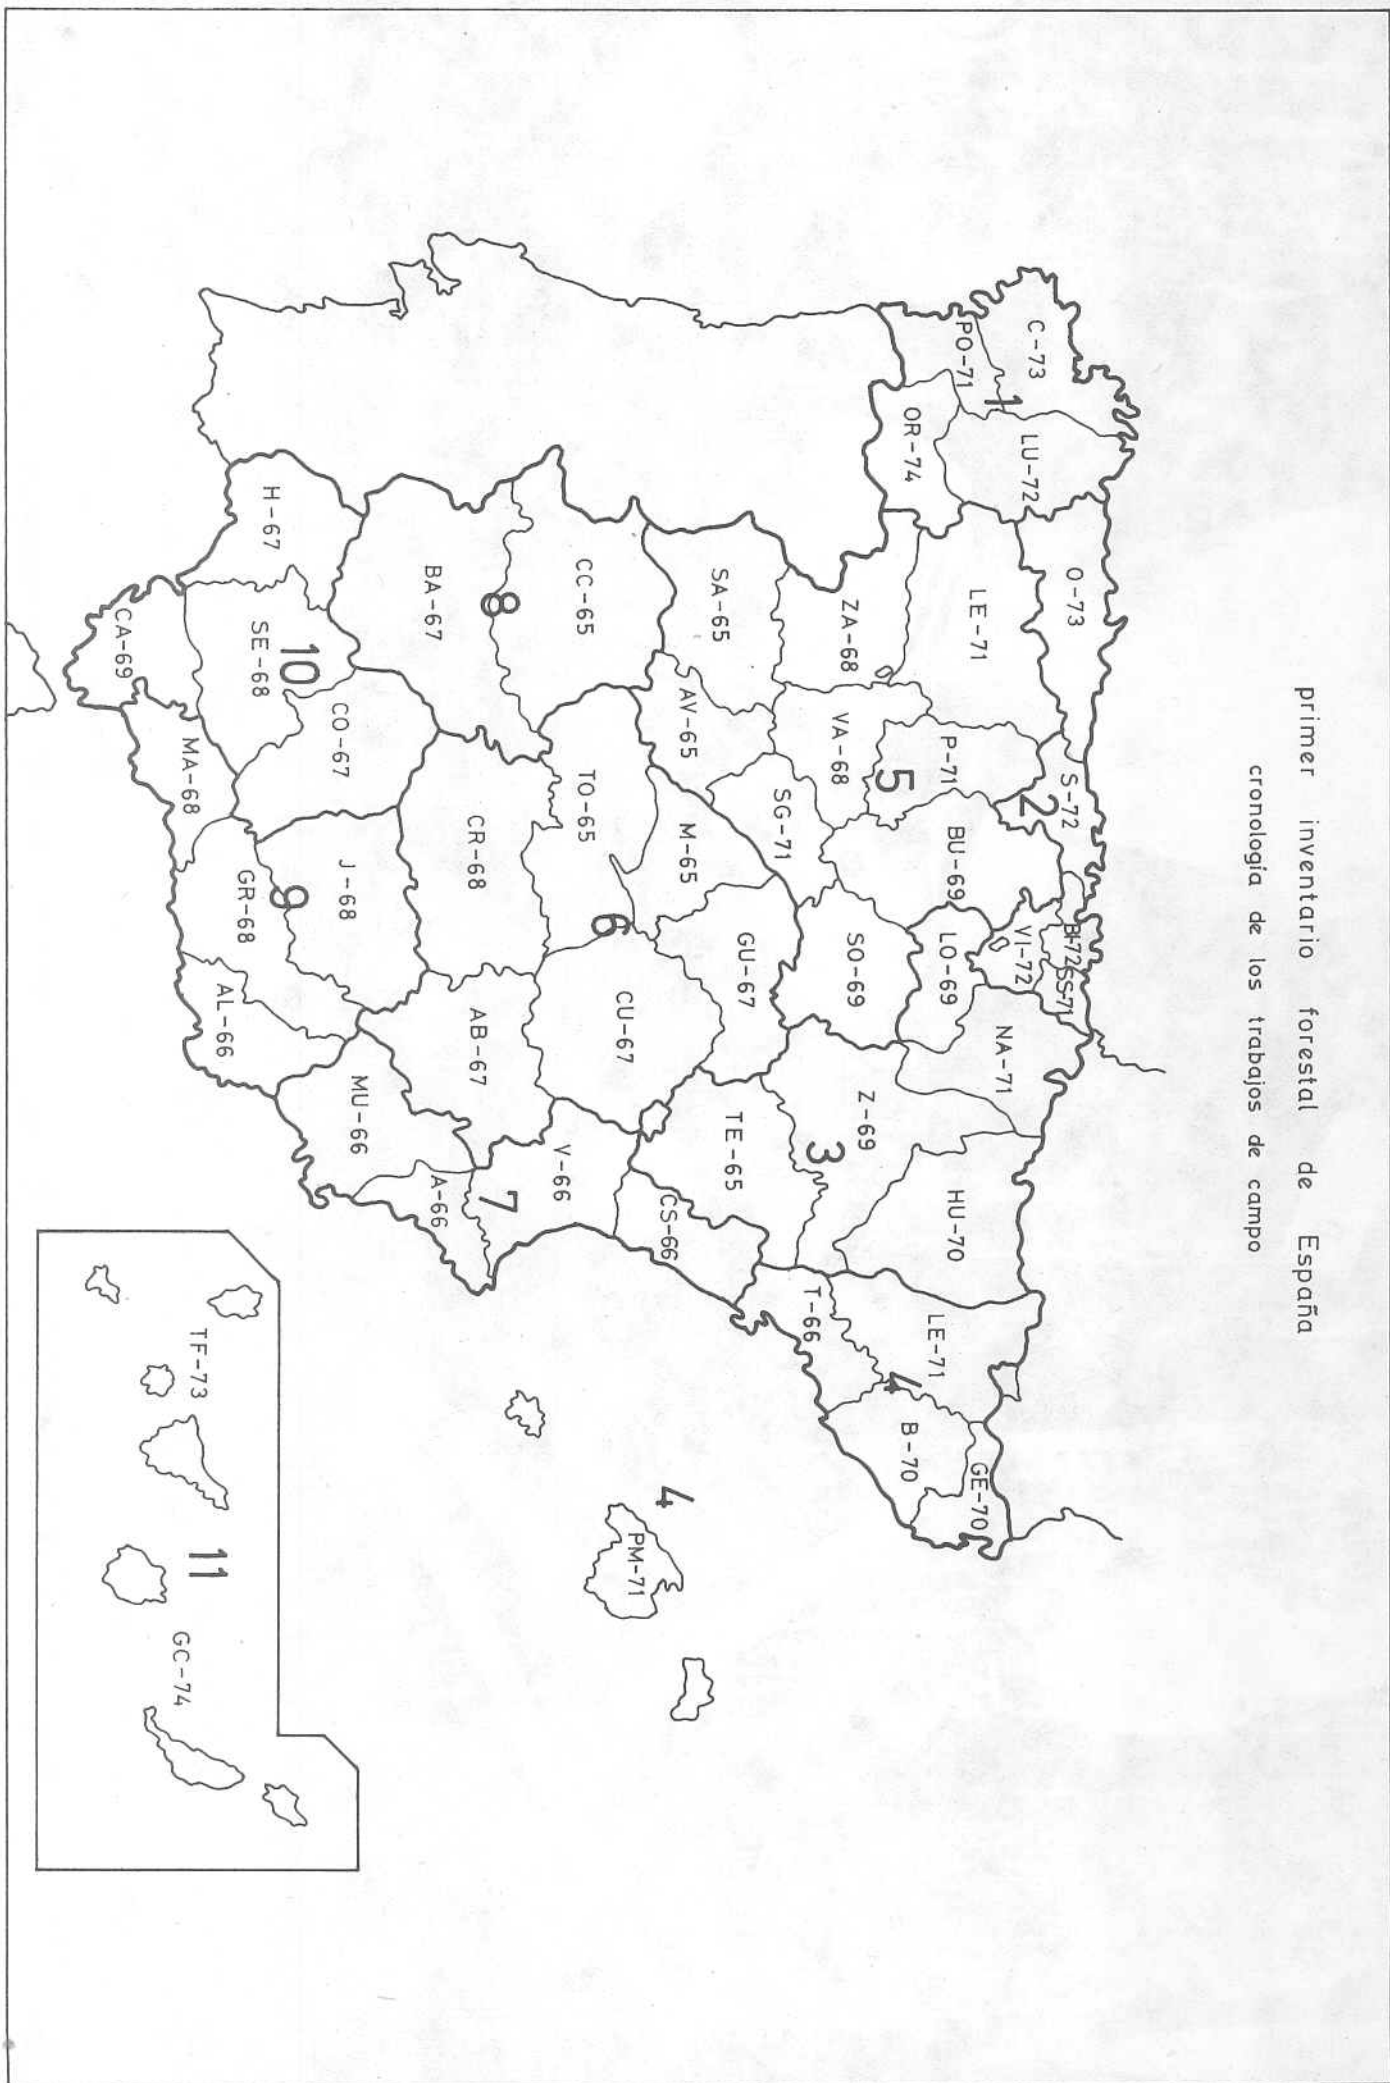 primer inventario forestal de España
cronología de los trabajos de campo
C-73
LU-72
O-73
S-72
BI-72
SS-71
PO-71
1
OR-74
LE-71
P-71
2
BU-69
VI-72
NA-71
LO-69
HU-70
LE-71
GE-70
ZA-68
VA-68
5
SO-69
Z-69
3
4
B-70
T-66
SA-65
AV-65
SG-71
M-65
GU-67
TE-65
CS-66
4
PM-71
CC-65
TO-65
6
CU-67
V-66
8
BA-67
CR-68
AB-67
7
A-66
H-67
SE-68
10
CO-67
J-68
9
MU-66
CA-69
MA-68
GR-68
AL-66
TF-73
11
GC-74